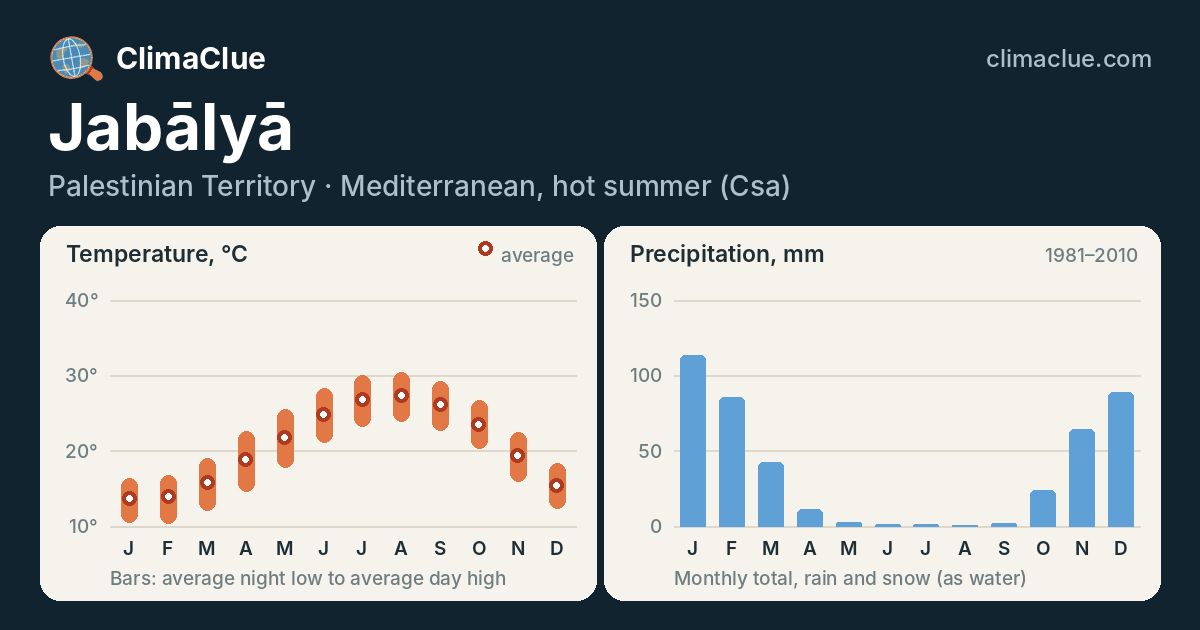 ClimaClue
climaclue.com
Jabālyā
Palestinian Territory · Mediterranean, hot summer (Csa)
Temperature, °C
average
40°
30°
20°
10°
J F M A M J J A S O N D
Bars: average night low to average day high
Precipitation, mm
1981–2010
150
100
50
0
J F M A M J J A S O N D
Monthly total, rain and snow (as water)